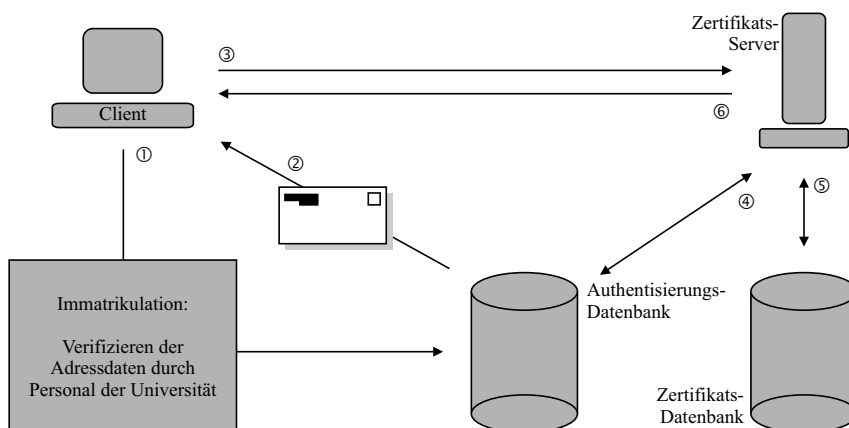 Zertifikats-
Server
③
Client
⑥
①
②
④
⑤
Immatrikulation:
Verifizieren der
Adressdaten durch
Personal der Universität
Authentisierungs-
Datenbank
Zertifikats-
Datenbank